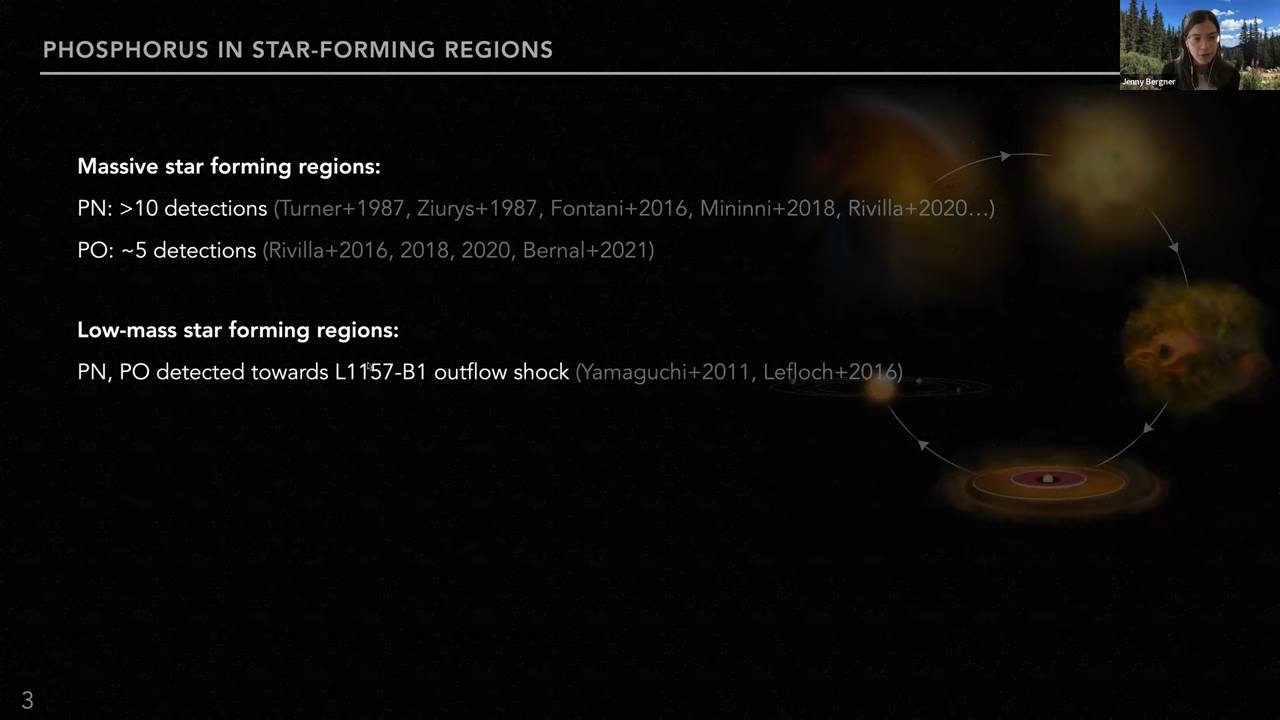 PHOSPHORUS IN STAR-FORMING REGIONS
Jenny Bergner
Massive star forming regions:
PN: >10 detections (Turner+1987, Ziurys+1987, Fontani+2016, Mininni+2018, Rivilla+2020…)
PO: ~5 detections (Rivilla+2016, 2018, 2020, Bernal+2021)
Low-mass star forming regions:
PN, PO detected towards L1157-B1 outflow shock (Yamaguchi+2011, Lefloch+2016)
3